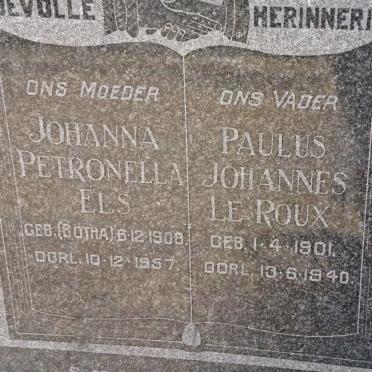 EVOLLE HERINNERI
ONS MOEDER
JOHANNA
PETRONELLA
ELS
GEB. (BOTHA) 6·12·1908.
OORL. 10·12·1957.
ONS VADER
PAULUS
JOHANNES
LE-ROUX
GEB. 1·4·1901.
OORL. 13·6·1940.